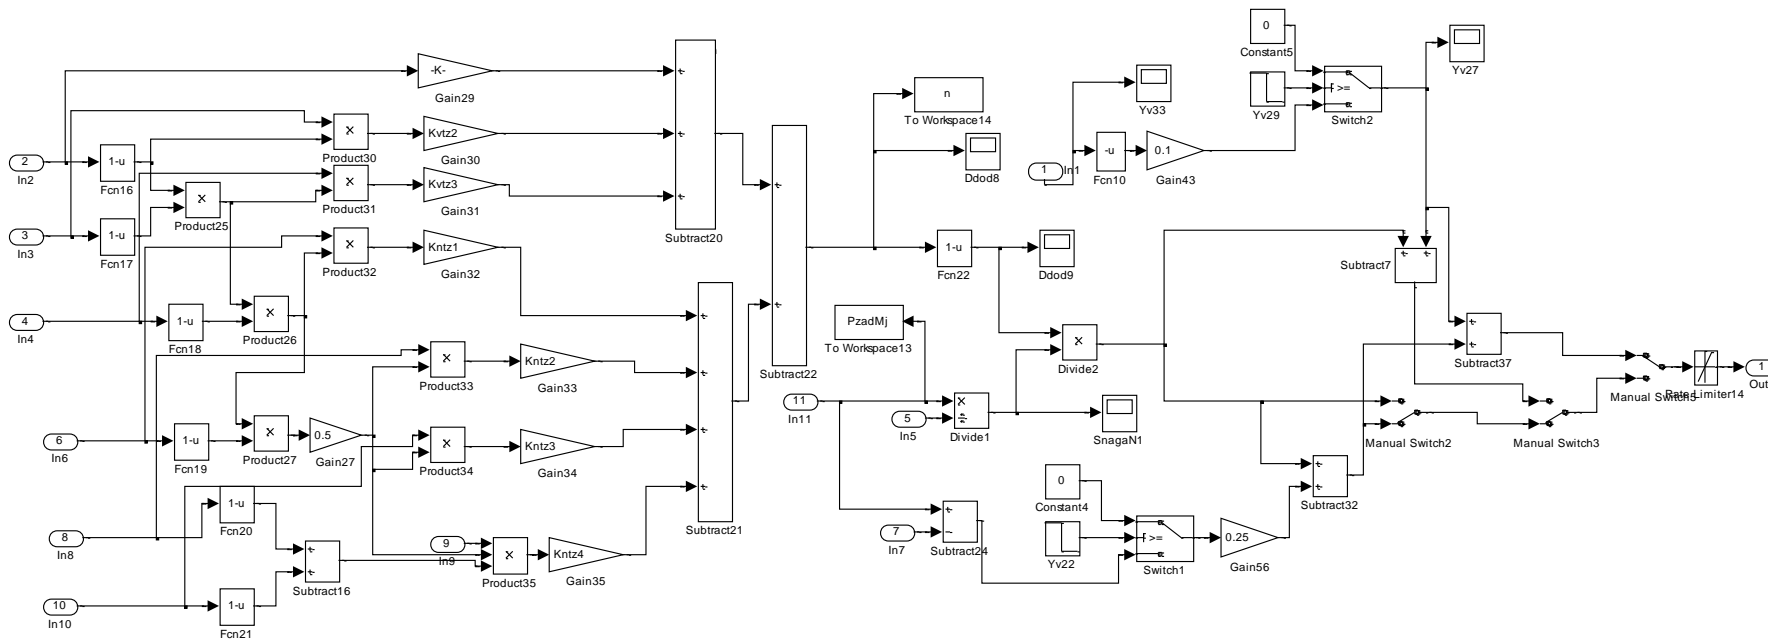 0
Constant5
Yv27
-K-
Gain29
n
To Workspace14
Yv33
Yv29
>=
Switch2
Kvtz2
Gain30
×
Product30
Ddod8
-u
Fcn10
0.1
Gain43
1
In1
2
In2
1-u
Fcn16
×
Product25
×
Product31
Kvtz3
Gain31
Subtract20
3
In3
1-u
Fcn17
×
Product32
Kntz1
Gain32
1-u
Fcn22
Ddod9
Subtract7
4
In4
1-u
Fcn18
×
Product26
PzadMj
To Workspace13
×
Divide2
Subtract37
×
Product33
Kntz2
Gain33
Subtract22
Manual Switch5
Rate Limiter14
1
Out
11
In11
5
In5
×
÷
Divide1
SnagaN1
Manual Switch2
Manual Switch3
6
In6
1-u
Fcn19
×
Product27
0.5
Gain27
×
Product34
Kntz3
Gain34
0
Constant4
Subtract32
1-u
Fcn20
Subtract21
8
In8
9
In9
×
Product35
Kntz4
Gain35
7
In7
Subtract24
Yv22
>=
Switch1
0.25
Gain56
Subtract16
10
In10
1-u
Fcn21